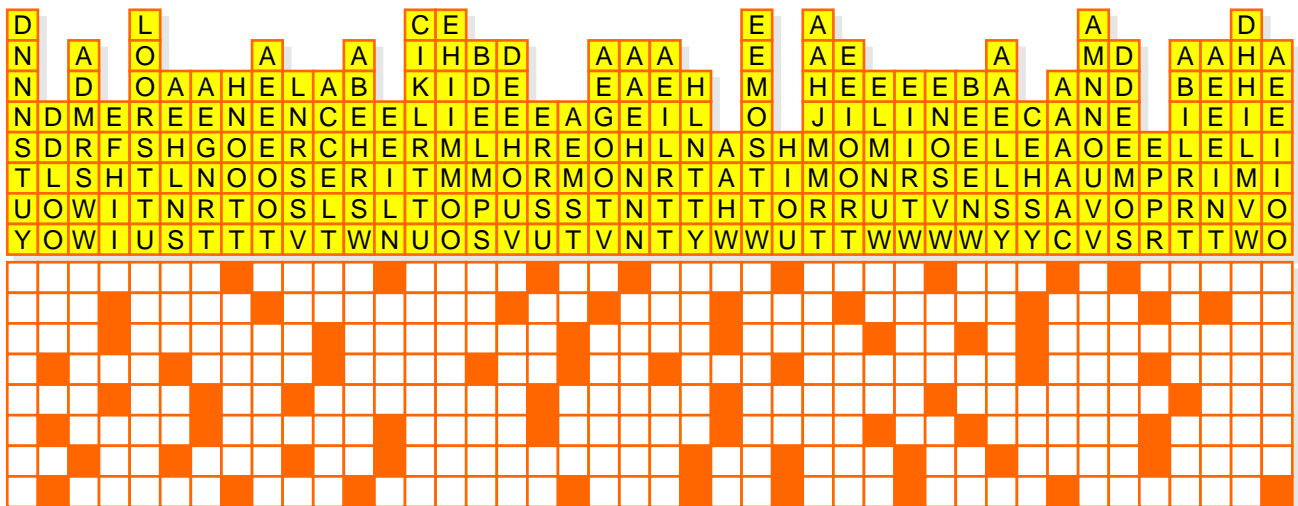 D L C E E A A D
N A O A A I H B D A A A E A E A M D A A H A
N D O A A H E L A B K I D E E A E H M H E E E E B A A N D B E H E
N D M E R E E N E N C E E L I E E E A G E I L O J I L I N E E C A N E I E I E
S D R F S H G O E R C H E R M L H R E O H L N A S H M O M I O E L E A O E E L E L I
T L S H T L N O O S E R I T M M O R M O N R T A T I M O N R S E L H A U M P R I M I
U O W I T N R T O S L S L T O P U S S T N T T H T O R R U T V N S S A V O P R N V O
Y O W I U S T T T V T W N U O S V U T V N T Y W W U T T W W W W Y Y C V S R T T W O